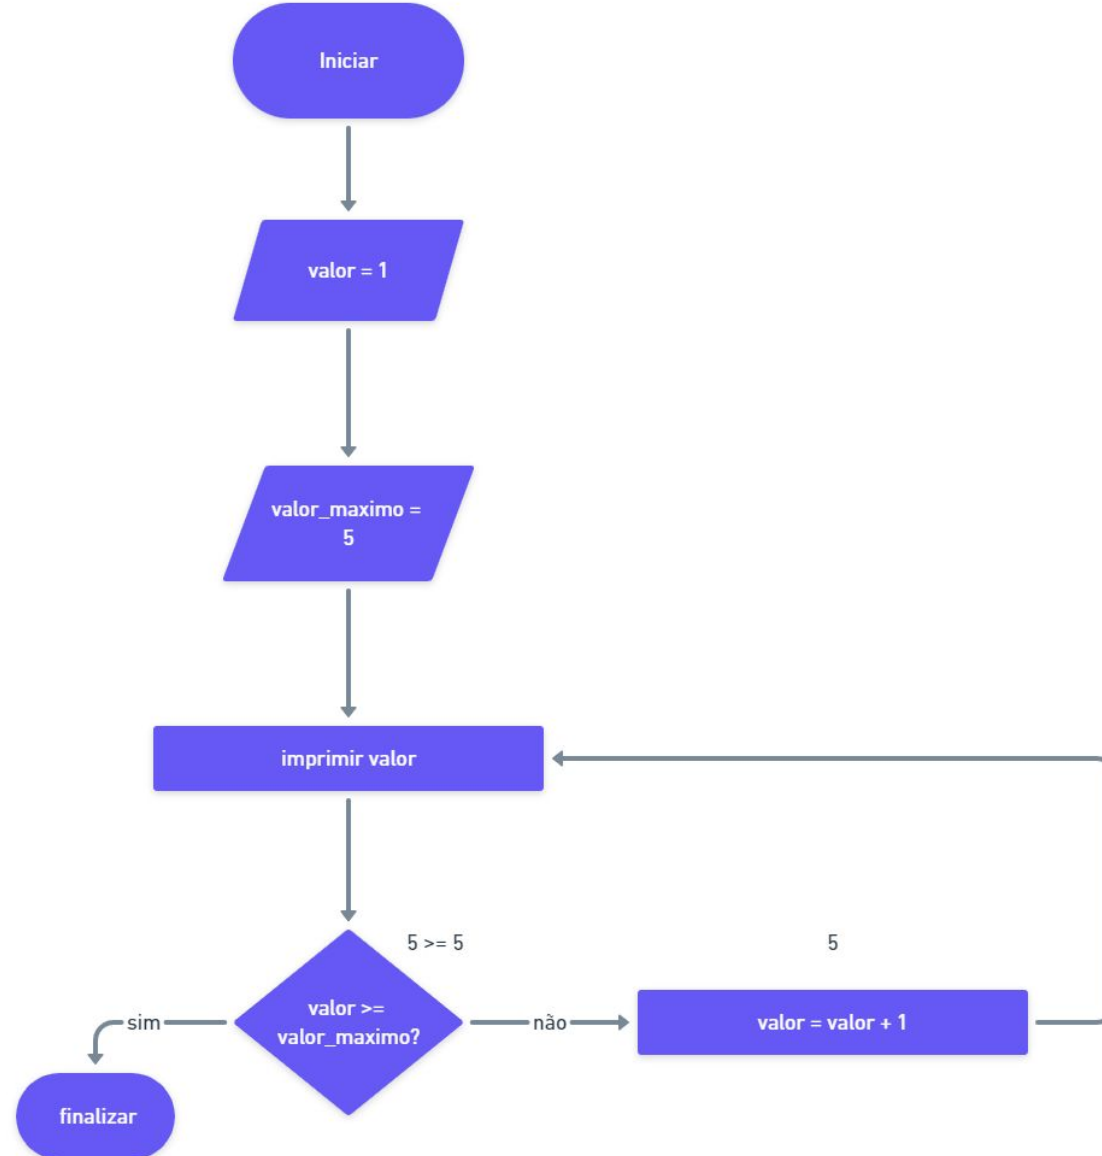 Iniciar
valor = 1
valor_maximo =
5
imprimir valor
5 >= 5
5
valor >=
valor_maximo?
sim
não
valor = valor + 1
finalizar